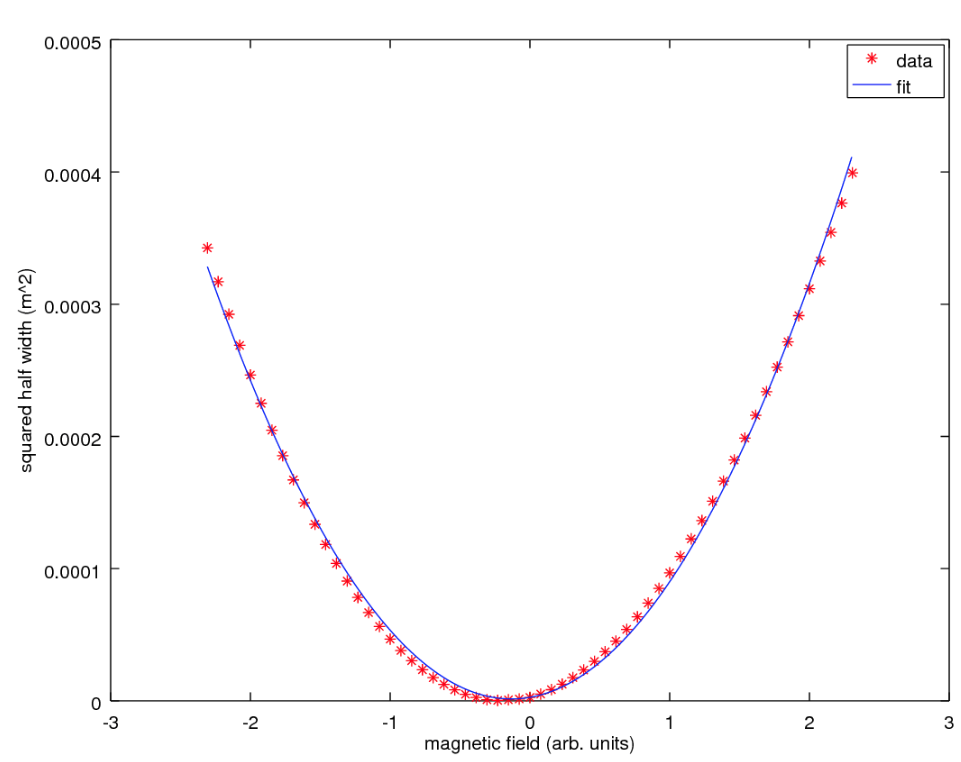 0.0005
data
fit
0.0004
0.0003
0.0002
0.0001
0
squared half width (m^2)
-3 -2 -1 0 1 2 3
magnetic field (arb. units)